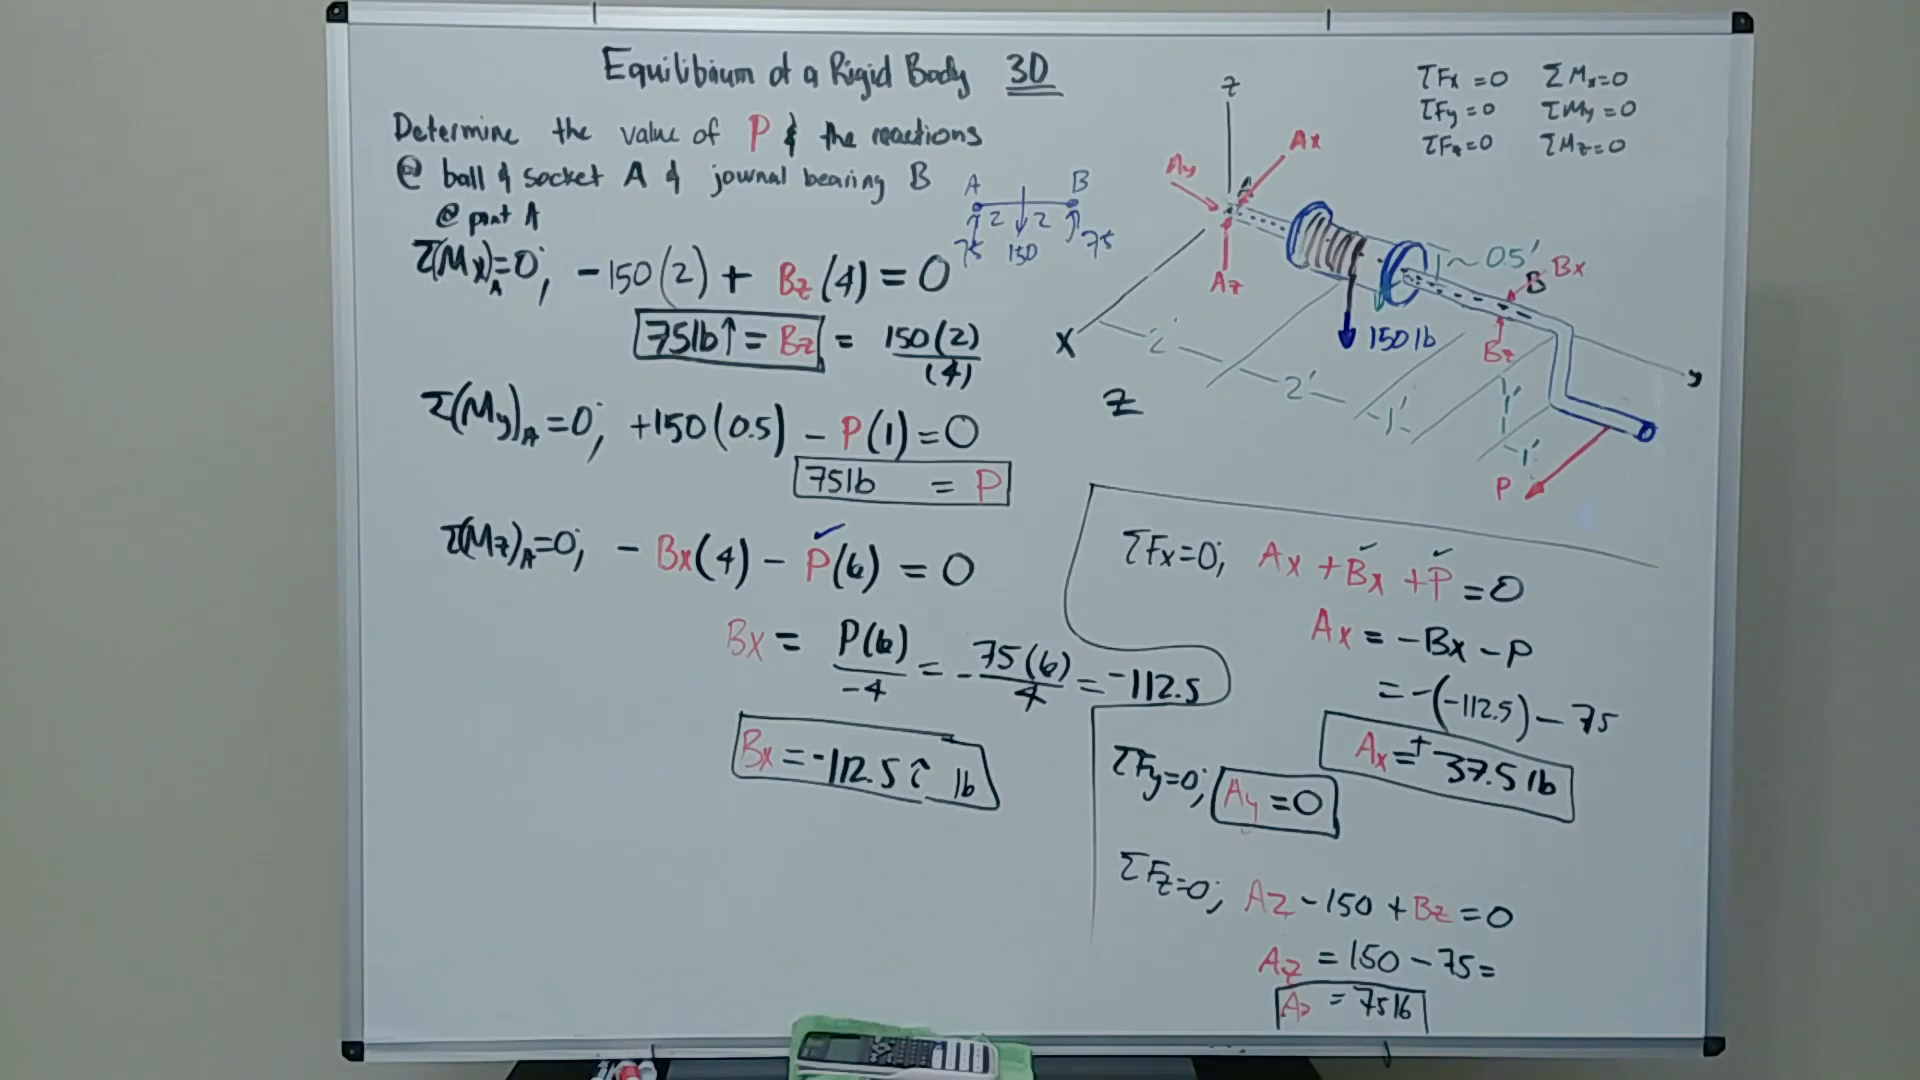 Equilibium of a Rigid Body 3D
Determine the value of P & the reactions
@ ball & socket A & journal bearing B
@ point A
Σ(Mx)A=0; -150(2) + Bz(4) = 0
75lb↑ = Bz = 150(2)/(4)
Σ(My)A=0; +150(0.5) - P(1) = 0
75lb = P
Σ(Mz)A=0; - Bx(4) - P(6) = 0
Bx = P(6)/-4 = -75(6)/4 = -112.5
Bx = -112.5 lb
A B
2 2
75 150 75
ΣFx=0 ΣMx=0
ΣFy=0 ΣMy=0
ΣFz=0 ΣMz=0
z
Ay Ax
A
Az
~0.5'
B Bx
Bz
150 lb
x
y
2'
2'
1'
1'
1'
P
Z
ΣFx=0; Ax + Bx + P = 0
Ax = -Bx - P
= -(-112.5) - 75
Ax = + 37.5 lb
ΣFy=0; Ay = 0
ΣFz=0; Az - 150 + Bz = 0
Az = 150 - 75 =
Az = 75 lb